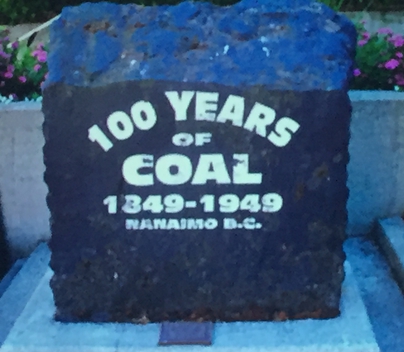 100 YEARS
OF
COAL
1849-1949
NANAIMO B.C.